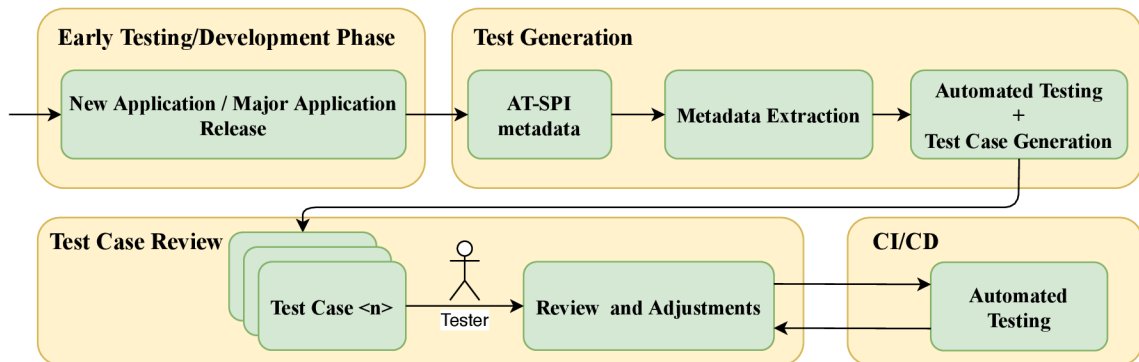 Early Testing/Development Phase
New Application / Major Application
Release
Test Generation
AT-SPI
metadata
Metadata Extraction
Automated Testing
+
Test Case Generation
Test Case Review
Test Case <n>
Tester
Review and Adjustments
CI/CD
Automated
Testing